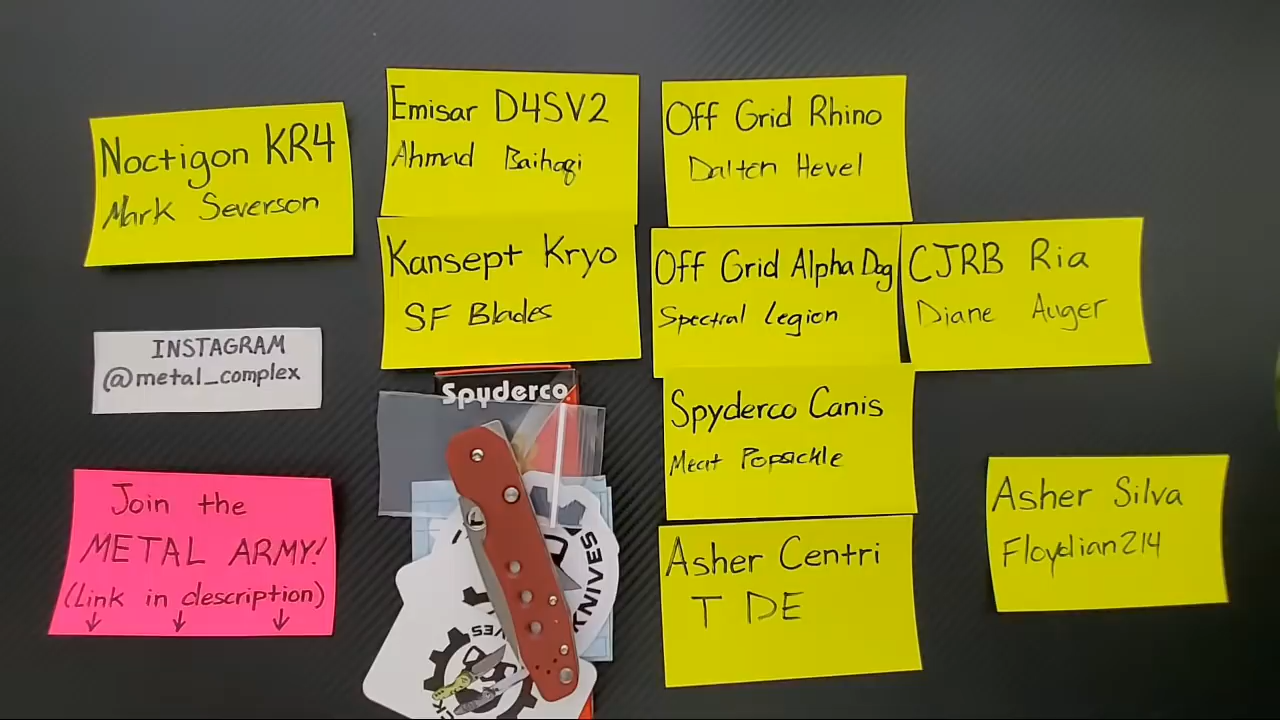 Noctigon KR4
Mark Severson
Emisar D4SV2
Ahmad Baihaqi
Off Grid Rhino
Dalton Hevel
Kansept Kryo
SF Blades
Off Grid Alpha Dog
Spectral Legion
CJRB Ria
Diane Auger
INSTAGRAM
@metal_complex
Spyderco
Spyderco Canis
Meat Popsickle
Join the
METAL ARMY!
(Link in description)
Asher Centri
T DE
Asher Silva
Floydian214
KNIVES